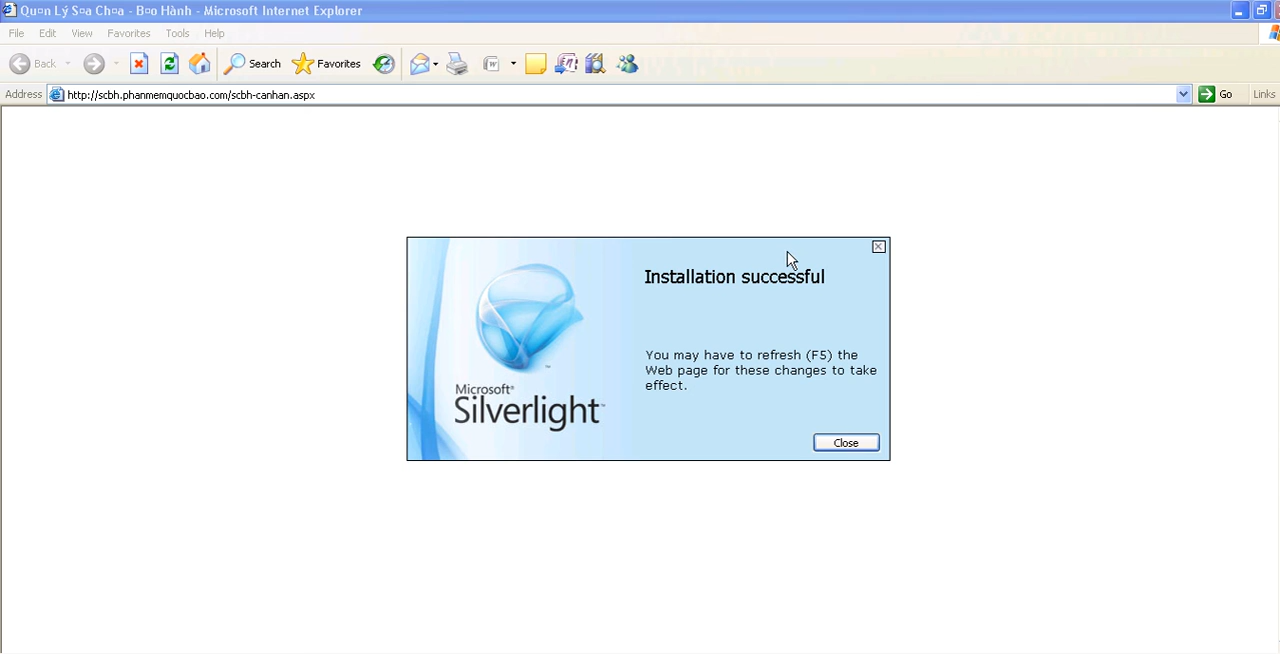 Qu¤n Lý S¤a Ch¤a - B¤o Hành - Microsoft Internet Explorer
File Edit View Favorites Tools Help
Back Search Favorites
Address http://scbh.phanmemquocbao.com/scbh-canhan.aspx Go Links
Installation successful
You may have to refresh (F5) the
Web page for these changes to take
effect.
Microsoft®
Silverlight™
Close